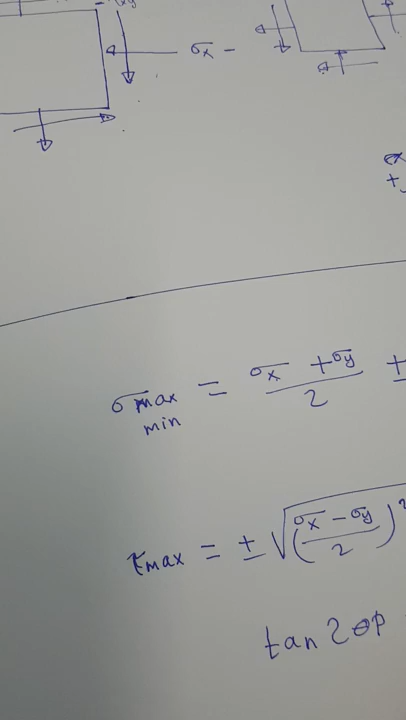 σx −
+
σmax = σx + σy / 2 ±
min
τmax = ± √(σx − σy / 2)²
tan 2θp